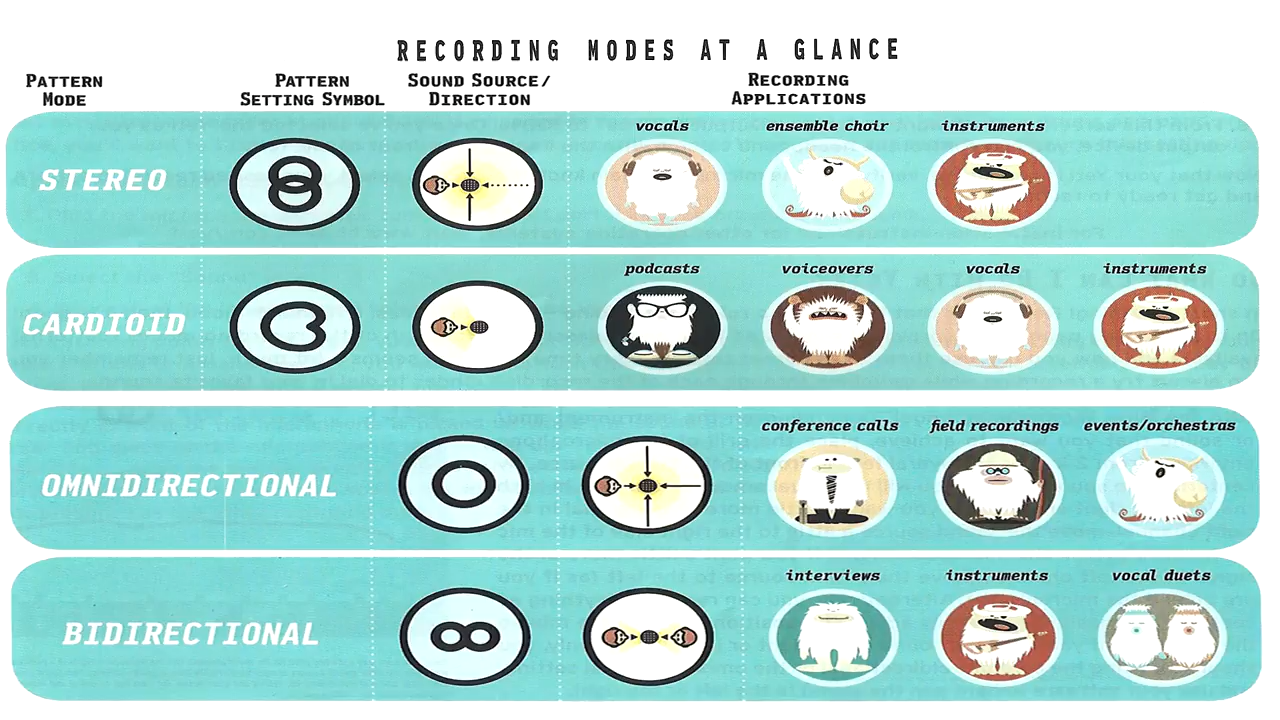 RECORDING MODES AT A GLANCE
PATTERN MODE
PATTERN SETTING SYMBOL
SOUND SOURCE/ DIRECTION
RECORDING APPLICATIONS
STEREO
vocals
ensemble choir
instruments
CARDIOID
podcasts
voiceovers
vocals
instruments
OMNIDIRECTIONAL
conference calls
field recordings
events/orchestras
BIDIRECTIONAL
interviews
instruments
vocal duets